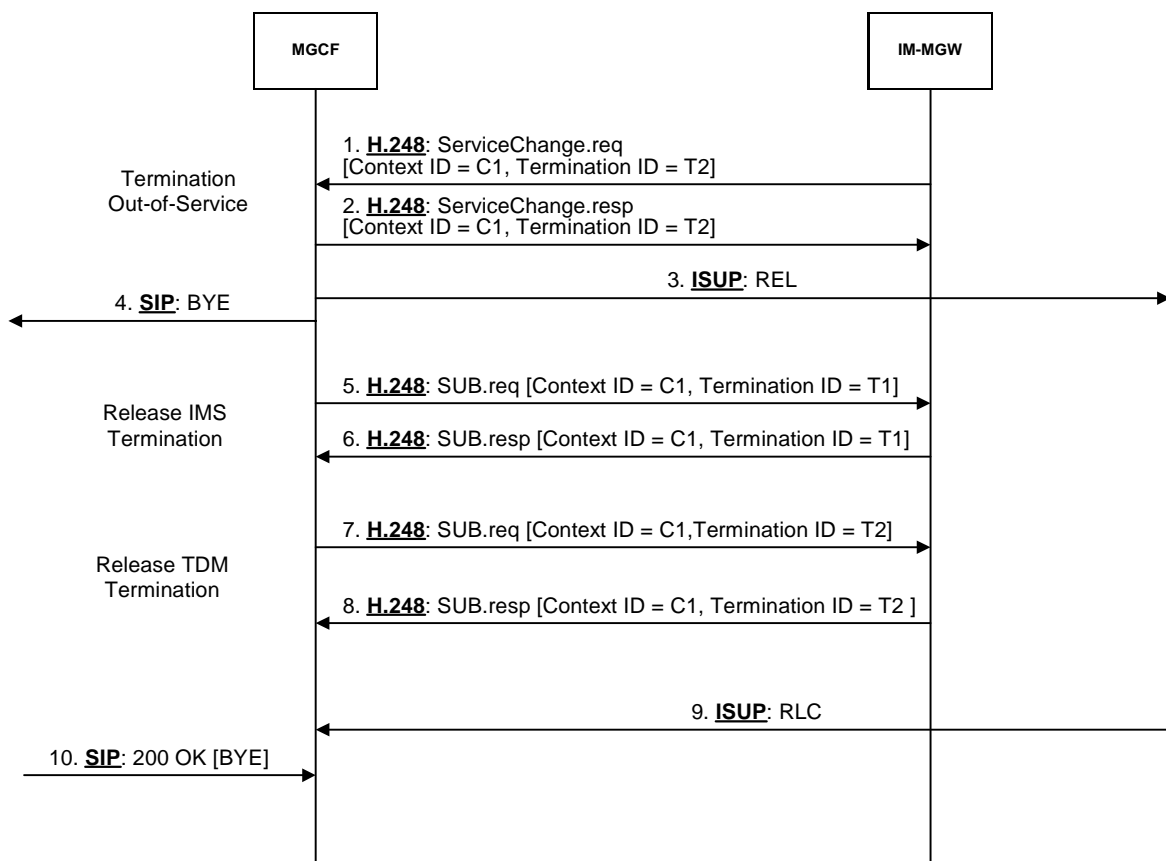 MGCF
IM-MGW
1. H.248: ServiceChange.req
[Context ID = C1, Termination ID = T2]
Termination
Out-of-Service
2. H.248: ServiceChange.resp
[Context ID = C1, Termination ID = T2]
3. ISUP: REL
4. SIP: BYE
5. H.248: SUB.req [Context ID = C1, Termination ID = T1]
Release IMS
Termination
6. H.248: SUB.resp [Context ID = C1, Termination ID = T1]
7. H.248: SUB.req [Context ID = C1,Termination ID = T2]
Release TDM
Termination
8. H.248: SUB.resp [Context ID = C1, Termination ID = T2 ]
9. ISUP: RLC
10. SIP: 200 OK [BYE]